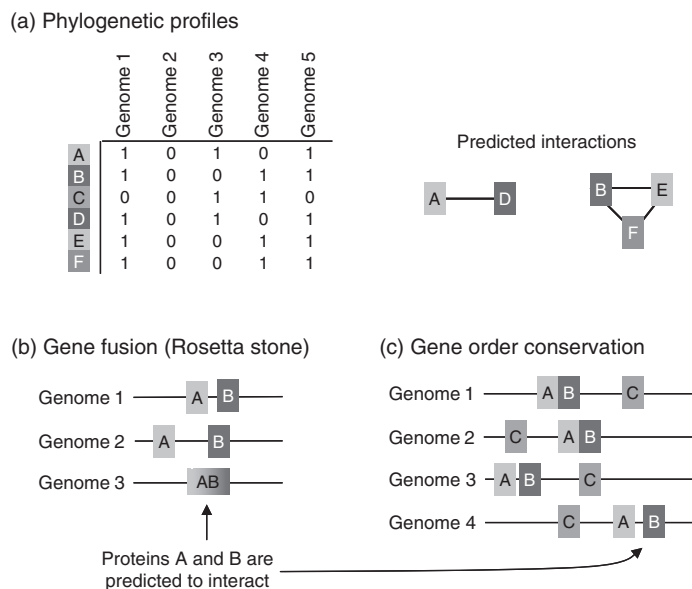 (a) Phylogenetic profiles
Genome 1 Genome 2 Genome 3 Genome 4 Genome 5
A 1 0 1 0 1
B 1 0 0 1 1
C 0 0 1 1 0
D 1 0 1 0 1
E 1 0 0 1 1
F 1 0 0 1 1
Predicted interactions
A D
B E
F
(b) Gene fusion (Rosetta stone)
Genome 1 A B
Genome 2 A B
Genome 3 AB
Proteins A and B are
predicted to interact
(c) Gene order conservation
Genome 1 A B C
Genome 2 C A B
Genome 3 A B C
Genome 4 C A B